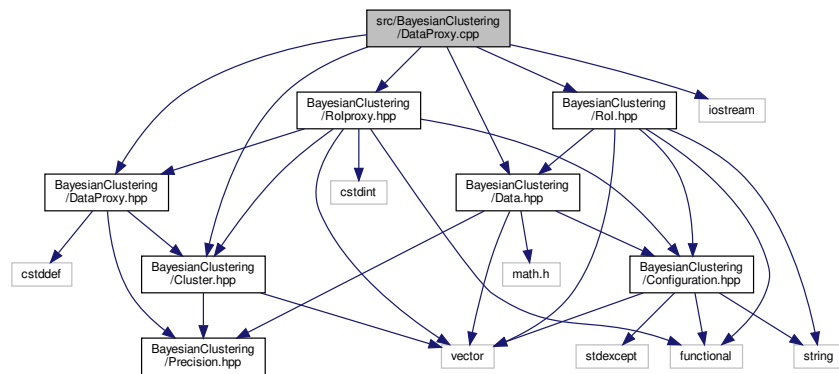 src/BayesianClustering
/DataProxy.cpp
BayesianClustering
/RoIproxy.hpp
BayesianClustering
/RoI.hpp
iostream
BayesianClustering
/DataProxy.hpp
cstdint
BayesianClustering
/Data.hpp
cstddef
BayesianClustering
/Cluster.hpp
math.h
BayesianClustering
/Configuration.hpp
BayesianClustering
/Precision.hpp
vector
stdexcept
functional
string